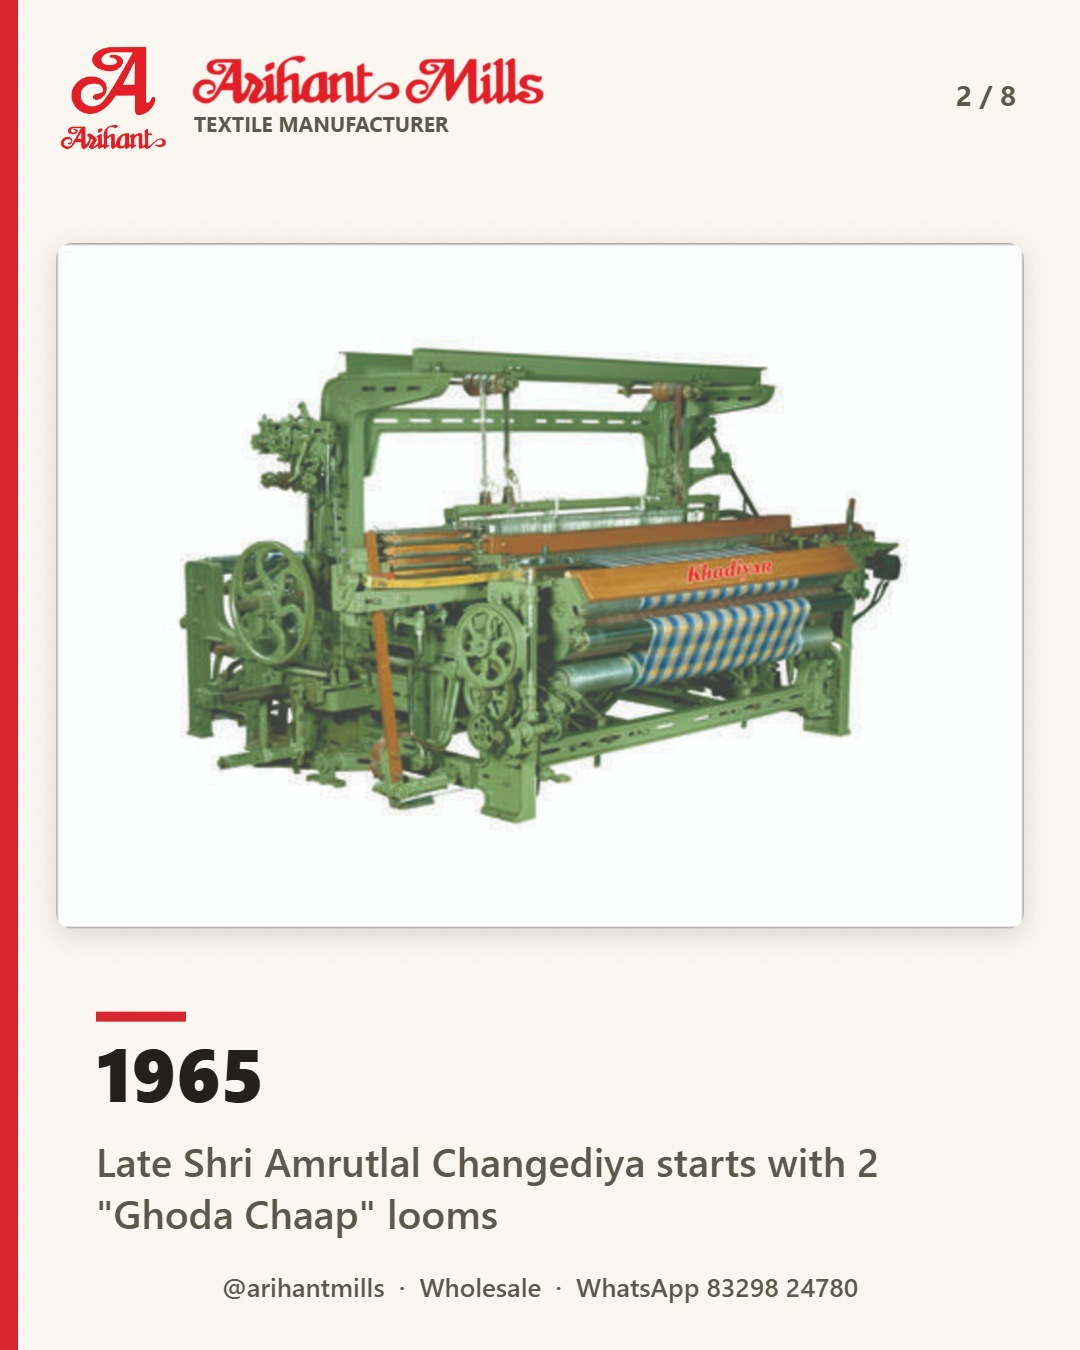 A
Arihant
Arihant Mills
TEXTILE MANUFACTURER
2 / 8
Khodiyar
1965
Late Shri Amrutlal Changediya starts with 2
"Ghoda Chaap" looms
@arihantmills · Wholesale · WhatsApp 83298 24780